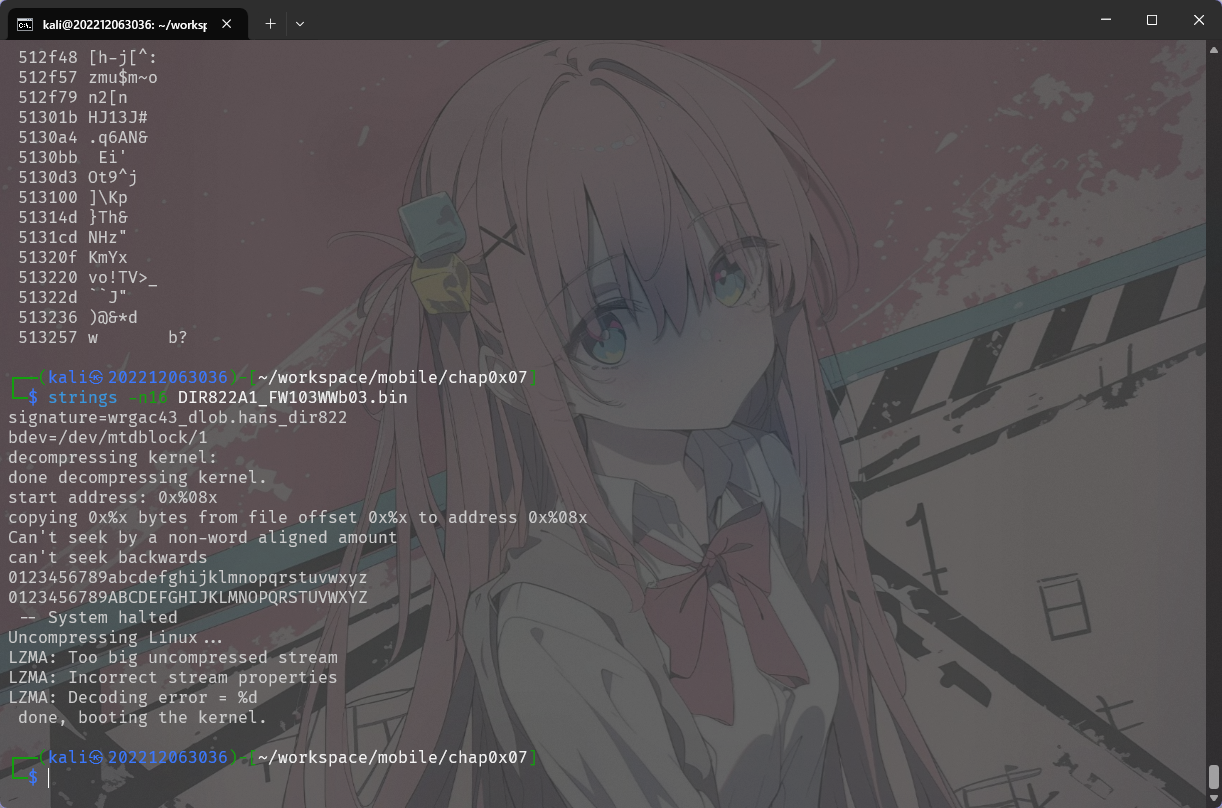 kali@202212063036: ~/worksp
512f48 [h-j[^:
512f57 zmu$m~o
512f79 n2[n
51301b HJ13J#
5130a4 .q6AN&
5130bb  Ei'
5130d3 Ot9^j
513100 ]\Kp
51314d }Th&
5131cd NHz"
51320f KmYx
513220 vo!TV>_
51322d ``J"
513236 )@&*d
513257 w       b?
┌──(kali㉿202212063036)-[~/workspace/mobile/chap0x07]
└─$ strings -n16 DIR822A1_FW103WWb03.bin
signature=wrgac43_dlob.hans_dir822
bdev=/dev/mtdblock/1
decompressing kernel:
done decompressing kernel.
start address: 0x%08x
copying 0x%x bytes from file offset 0x%x to address 0x%08x
Can't seek by a non-word aligned amount
can't seek backwards
0123456789abcdefghijklmnopqrstuvwxyz
0123456789ABCDEFGHIJKLMNOPQRSTUVWXYZ
 -- System halted
Uncompressing Linux...
LZMA: Too big uncompressed stream
LZMA: Incorrect stream properties
LZMA: Decoding error = %d
 done, booting the kernel.
┌──(kali㉿202212063036)-[~/workspace/mobile/chap0x07]
└─$